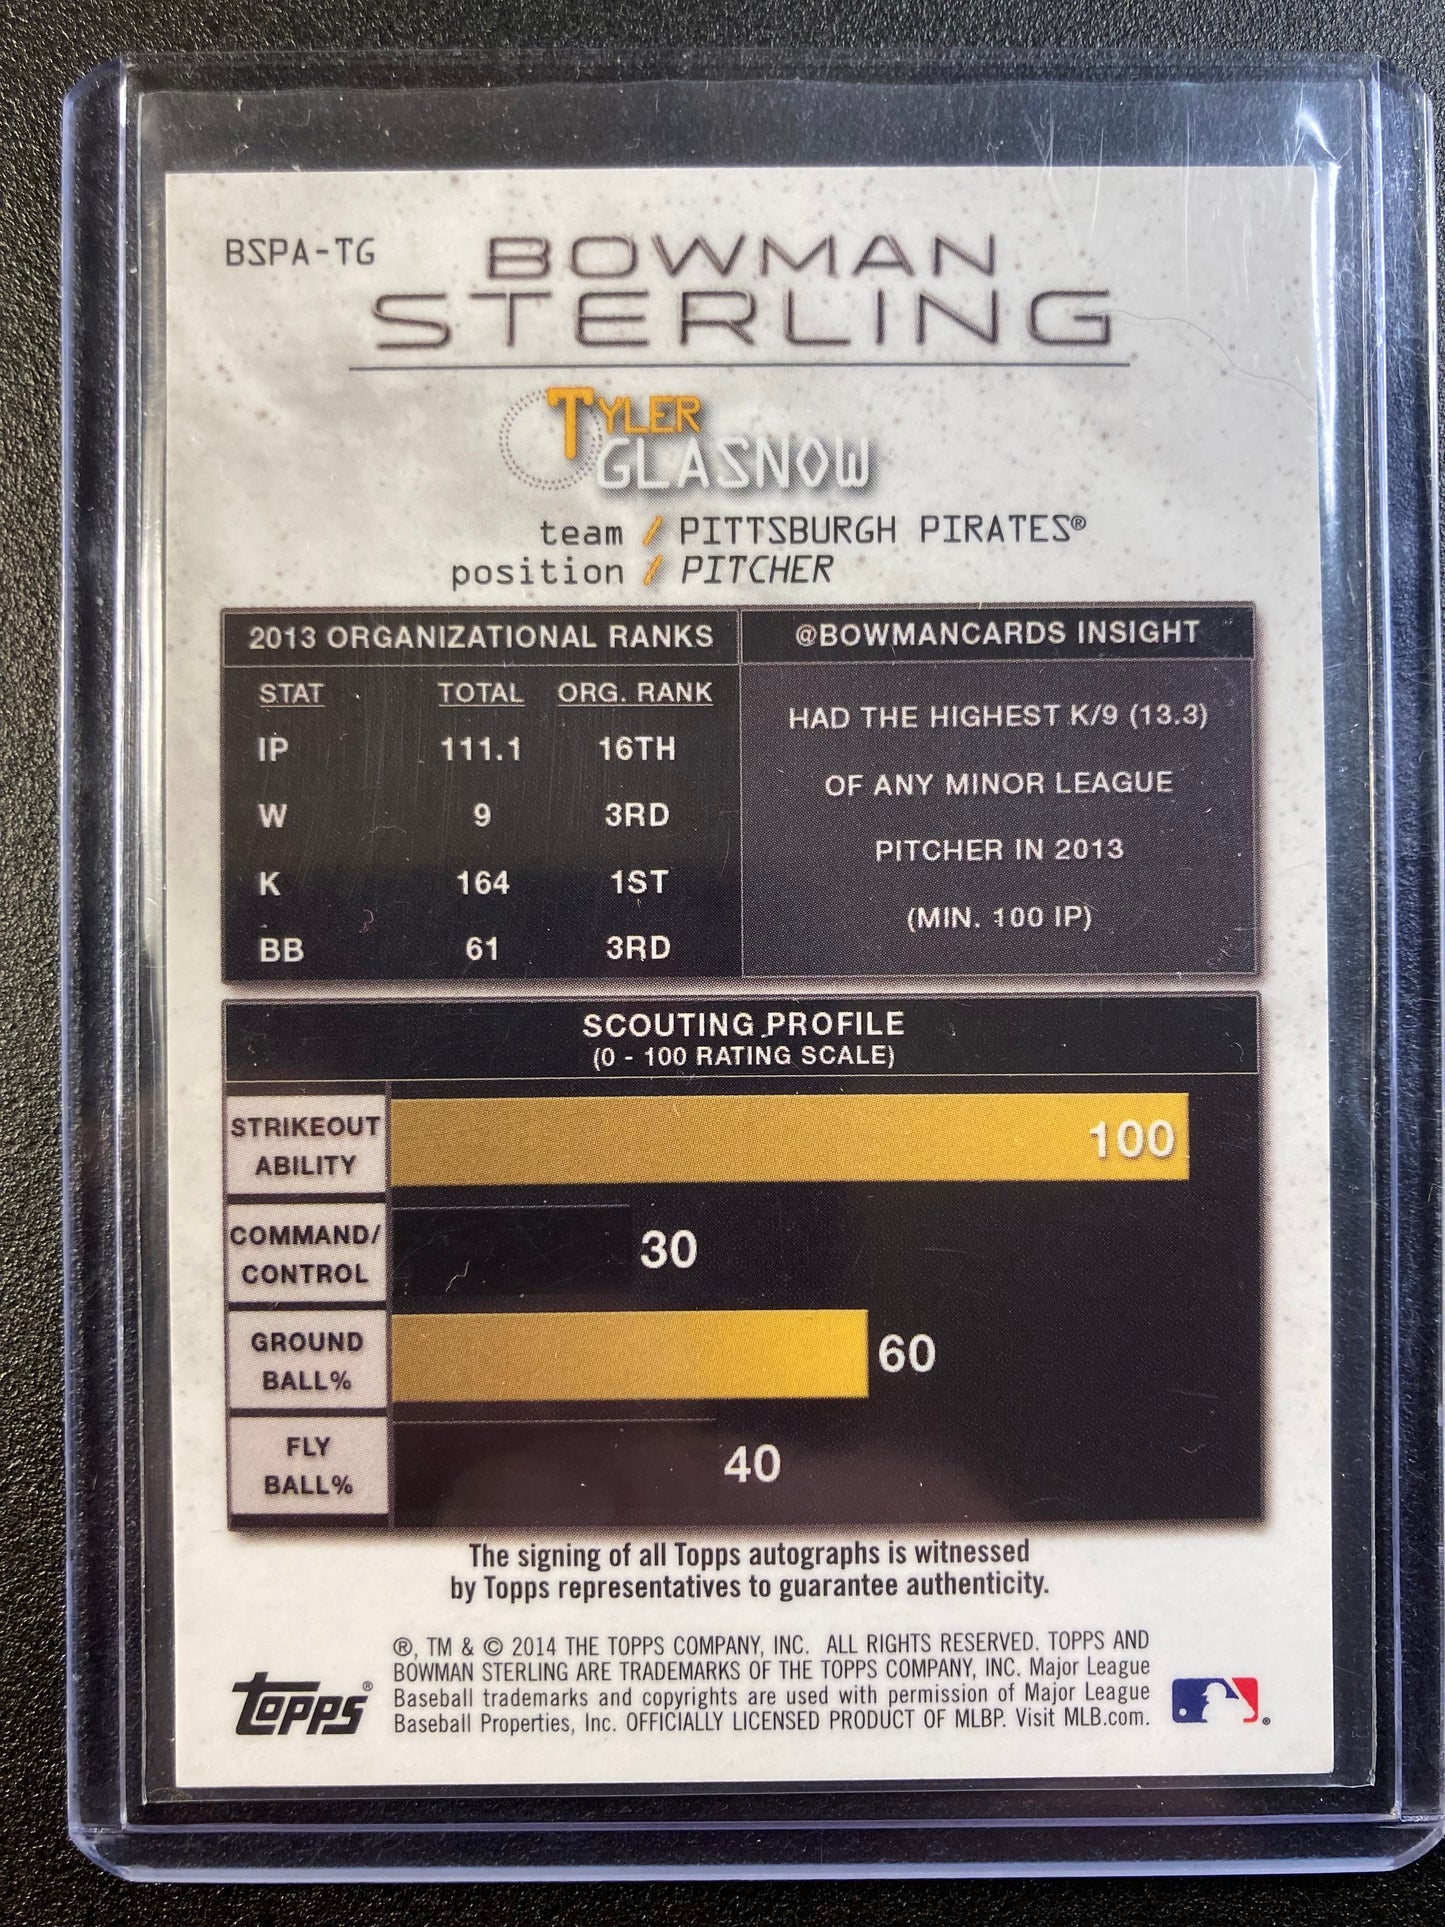 BSPA-TG
BOWMAN
STERLING
TYLER
GLASNOW
team / PITTSBURGH PIRATES®
position / PITCHER
2013 ORGANIZATIONAL RANKS
STAT TOTAL ORG. RANK
IP 111.1 16TH
W 9 3RD
K 164 1ST
BB 61 3RD
@BOWMANCARDS INSIGHT
HAD THE HIGHEST K/9 (13.3)
OF ANY MINOR LEAGUE
PITCHER IN 2013
(MIN. 100 IP)
SCOUTING PROFILE
(0 - 100 RATING SCALE)
STRIKEOUT
ABILITY
100
COMMAND/
CONTROL
30
GROUND
BALL%
60
FLY
BALL%
40
The signing of all Topps autographs is witnessed
by Topps representatives to guarantee authenticity.
®, TM & © 2014 THE TOPPS COMPANY, INC. ALL RIGHTS RESERVED. TOPPS AND
BOWMAN STERLING ARE TRADEMARKS OF THE TOPPS COMPANY, INC. Major League
Baseball trademarks and copyrights are used with permission of Major League
Baseball Properties, Inc. OFFICIALLY LICENSED PRODUCT OF MLBP. Visit MLB.com.
TOPPS®
®